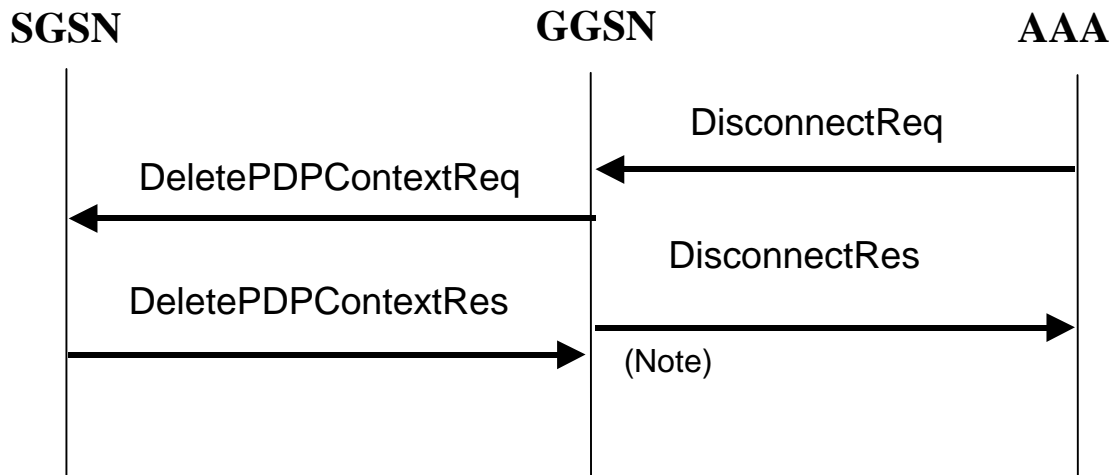 SGSN GGSN AAA
DisconnectReq
DeletePDPContextReq
DisconnectRes
DeletePDPContextRes
(Note)